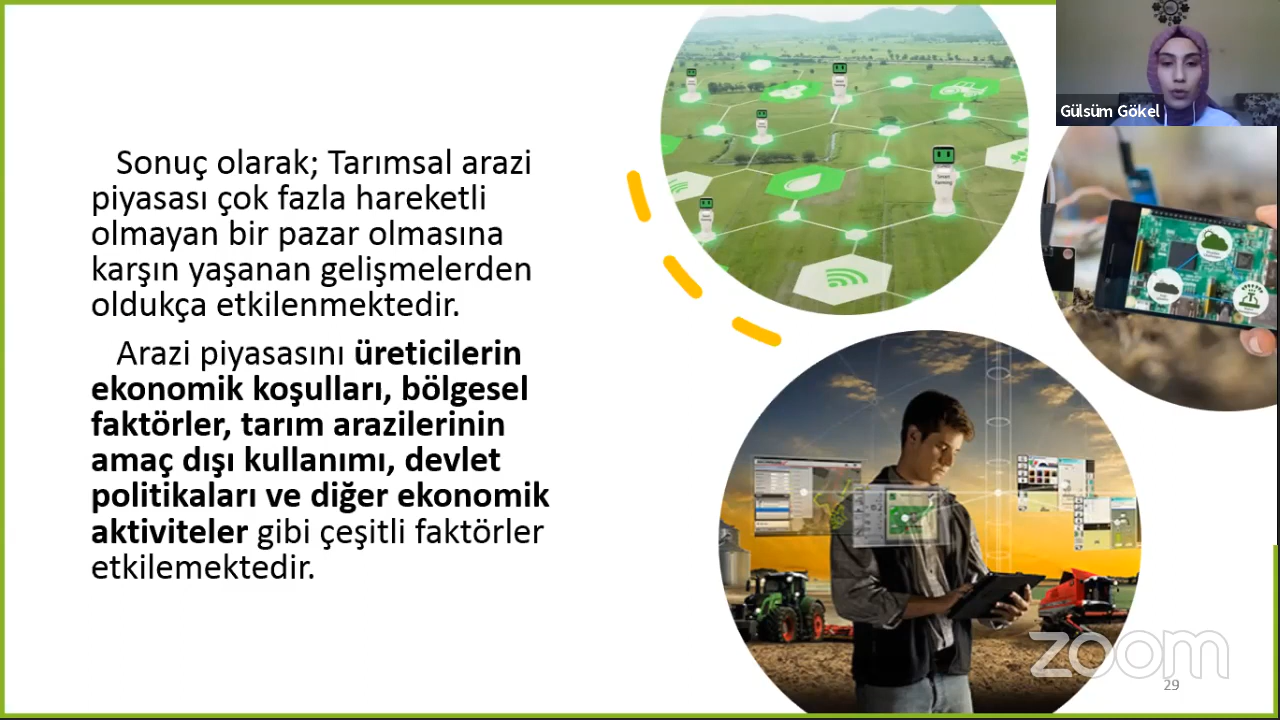 Gülsüm Gökel
Sonuç olarak; Tarımsal arazi
piyasası çok fazla hareketli
olmayan bir pazar olmasına
karşın yaşanan gelişmelerden
oldukça etkilenmektedir.
Arazi piyasasını üreticilerin
ekonomik koşulları, bölgesel
faktörler, tarım arazilerinin
amaç dışı kullanımı, devlet
politikaları ve diğer ekonomik
aktiviteler gibi çeşitli faktörler
etkilemektedir.
Smart
Farming
zoom
29